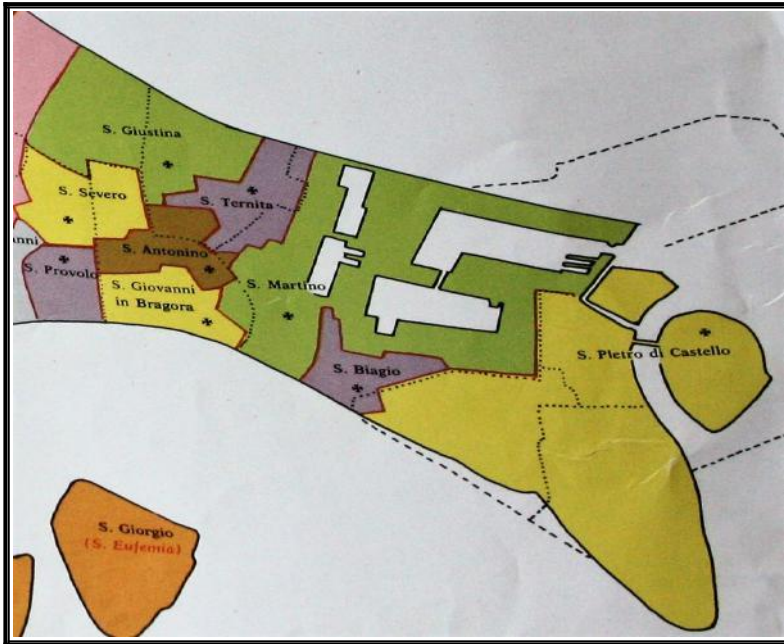 S. Giustina
S. Severo
S. Ternita
anni
S. Antonino
S. Provolo
S. Giovanni
in Bragora
S. Martino
S. Pietro di Castello
S. Biagio
S. Giorgio
(S. Eufemia)